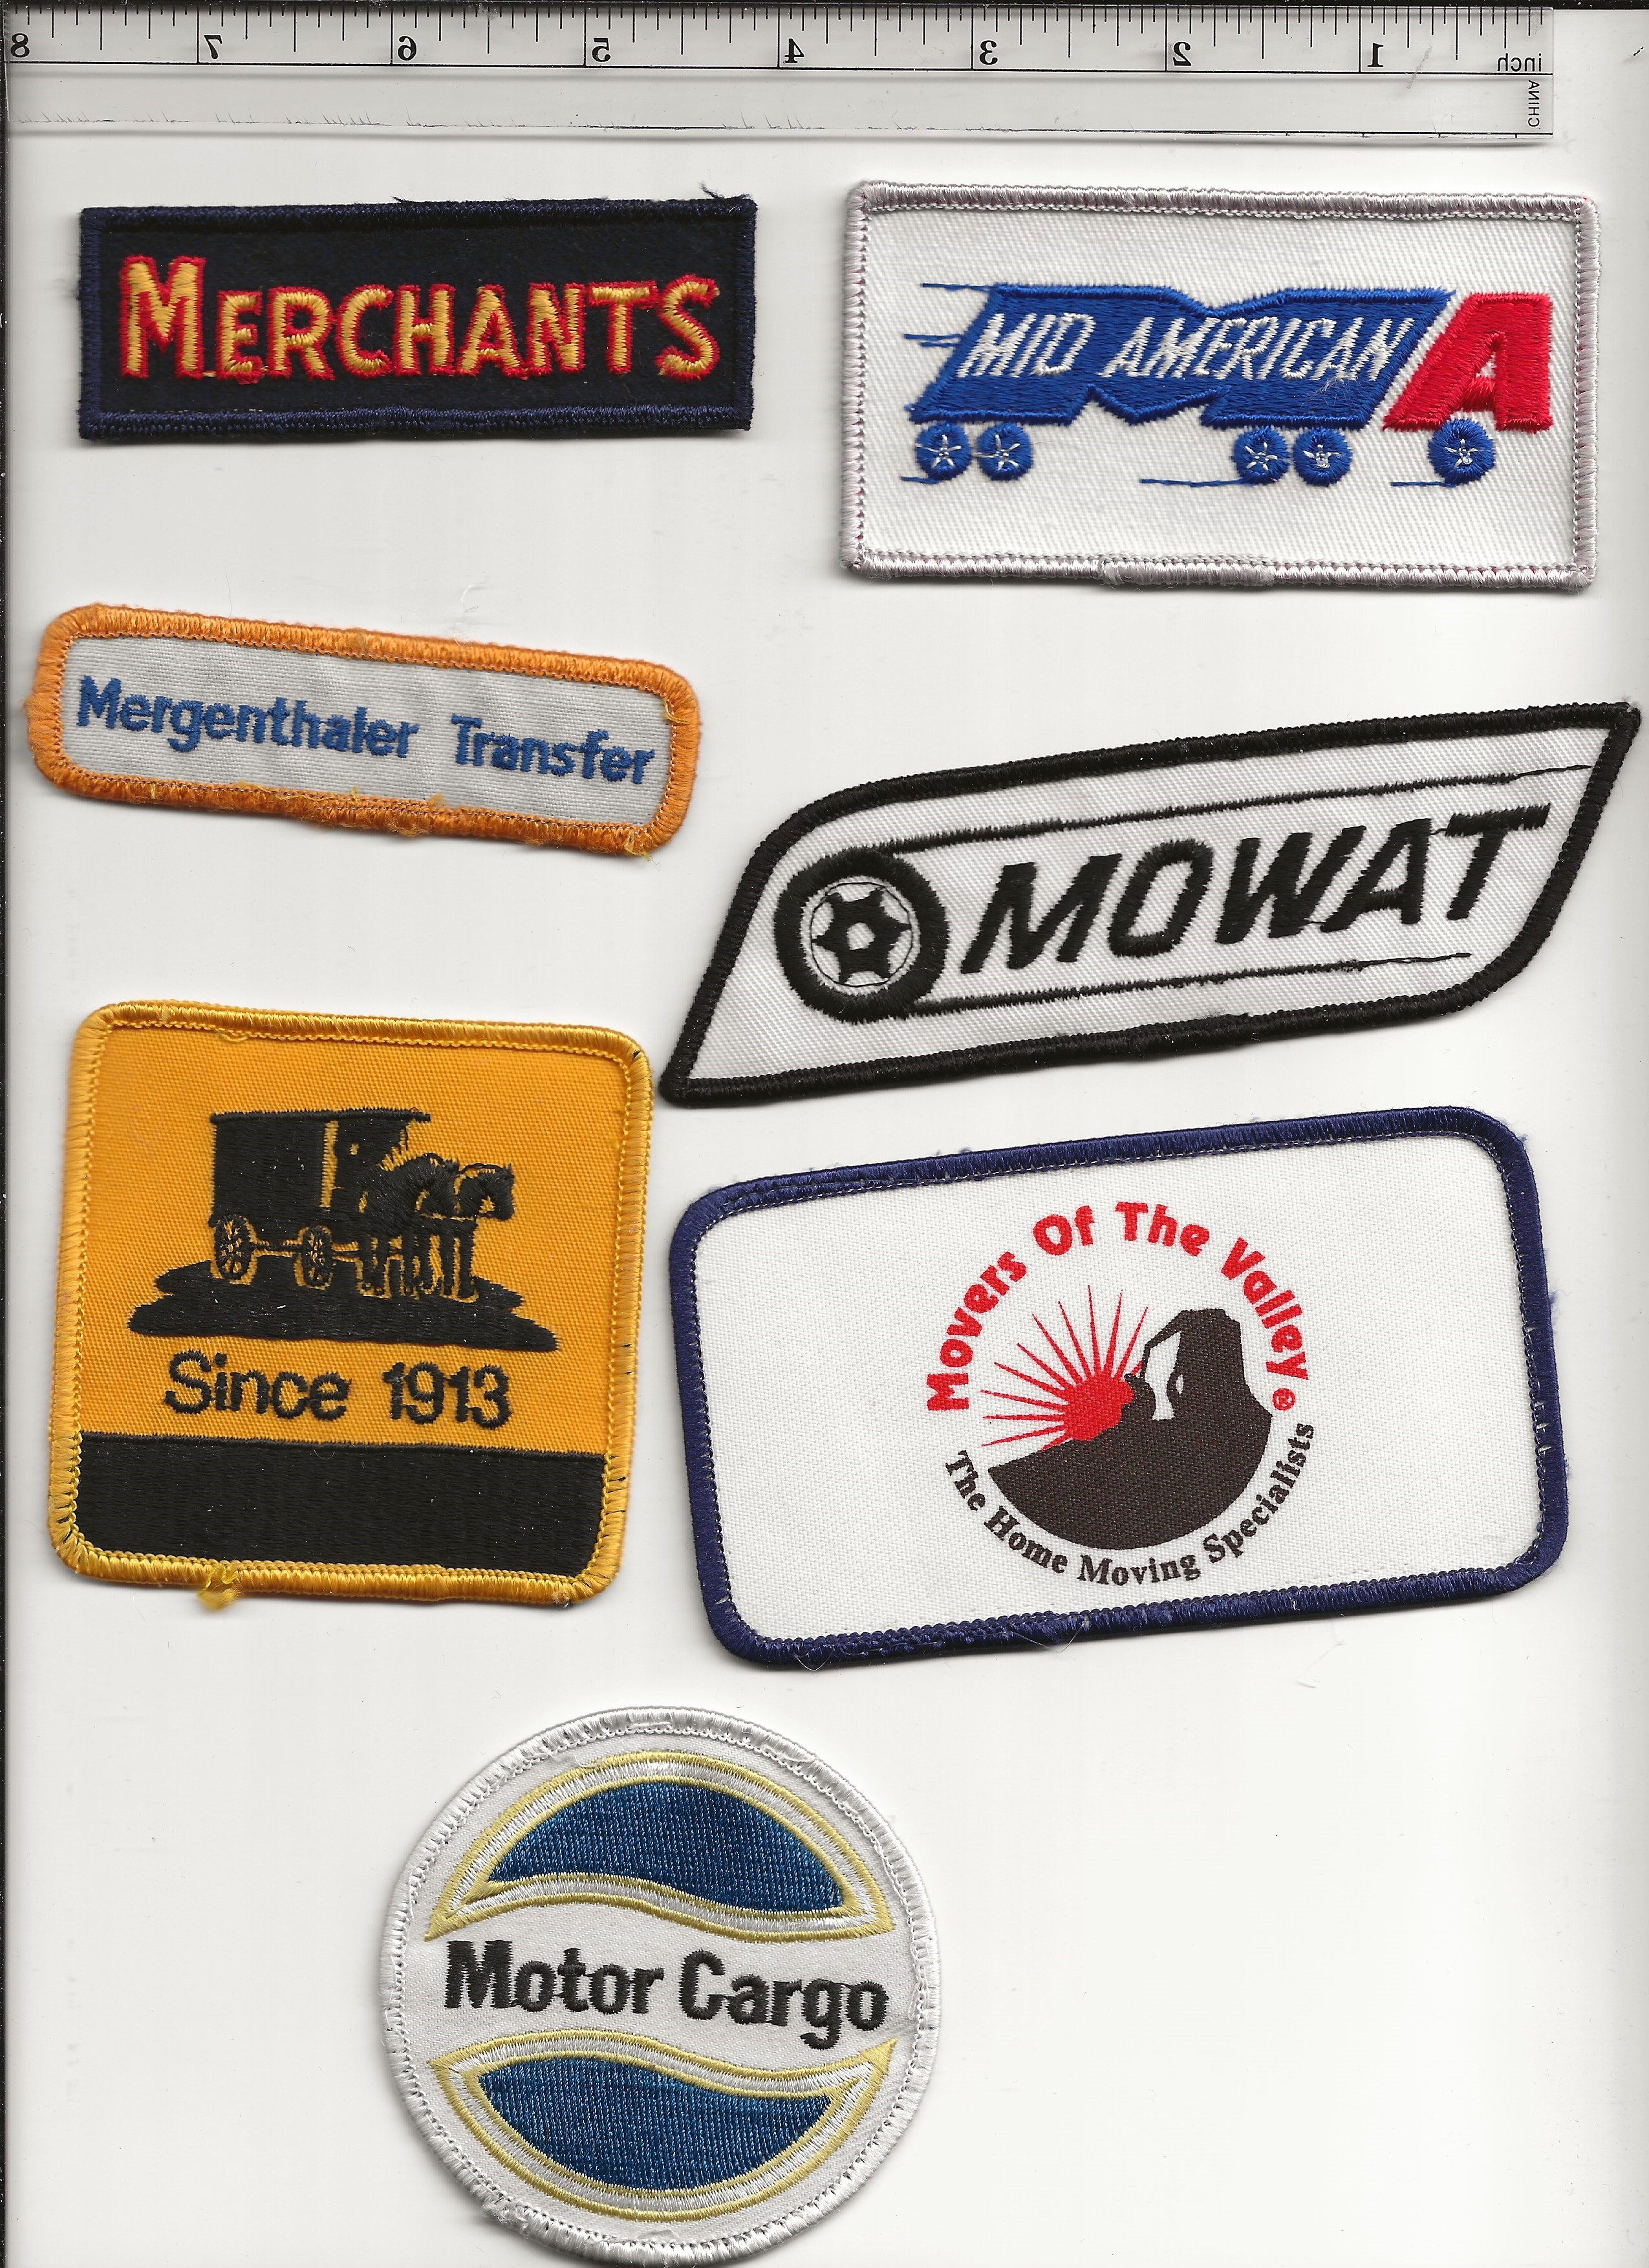 8 7 6 5 4 3 2 1 inch
CHINA
MERCHANTS
MID AMERICAN
A
Mergenthaler Transfer
MOWAT
Since 1913
Movers Of The Valley®
The Home Moving Specialists
Motor Cargo